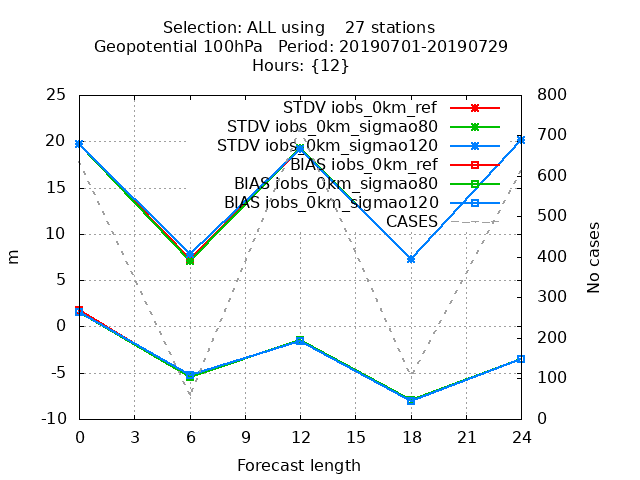 Selection: ALL using    27 stations
Geopotential 100hPa   Period: 20190701-20190729
Hours: {12}
25
20
15
10
5
0
-5
-10
m
800
700
600
500
400
300
200
100
0
No cases
STDV iobs_0km_ref
STDV iobs_0km_sigmao80
STDV iobs_0km_sigmao120
BIAS iobs_0km_ref
BIAS iobs_0km_sigmao80
BIAS iobs_0km_sigmao120
CASES
0 3 6 9 12 15 18 21 24
Forecast length